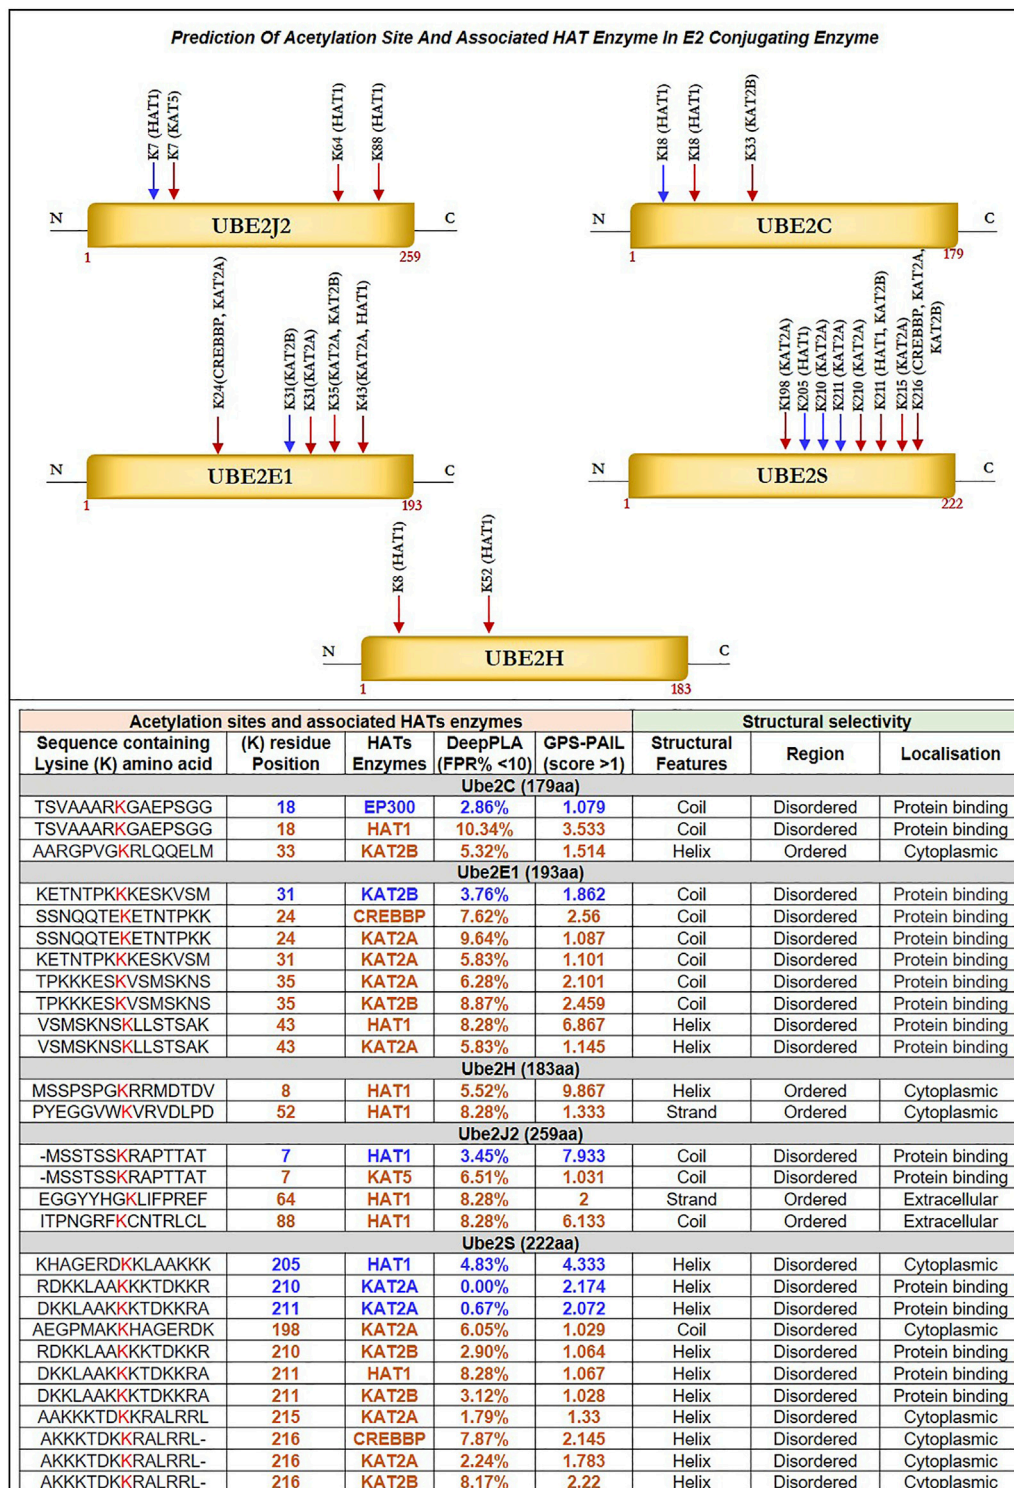 Prediction Of Acetylation Site And Associated HAT Enzyme In E2 Conjugating Enzyme
K7 (HAT1)
K7 (KAT5)
K64 (HAT1)
K88 (HAT1)
N UBE2J2 C
1 259
K18 (HAT1)
K18 (HAT1)
K33 (KAT2B)
N UBE2C C
1 179
K24(CREBBP, KAT2A)
K31(KAT2B)
K31(KAT2A)
K35(KAT2A, KAT2B)
K43(KAT2A, HAT1)
N UBE2E1 C
1 193
K198 (KAT2A)
K205 (HAT1)
K210 (KAT2A)
K211 (KAT2A)
K210 (KAT2A)
K211 (HAT1, KAT2B)
K215 (KAT2A)
K216 (CREBBP, KAT2A,
KAT2B)
N UBE2S C
1 222
K8 (HAT1)
K52 (HAT1)
N UBE2H C
1 183
Acetylation sites and associated HATs enzymes Structural selectivity
Sequence containing Lysine (K) amino acid (K) residue Position HATs Enzymes DeepPLA (FPR% <10) GPS-PAIL (score >1) Structural Features Region Localisation
Ube2C (179aa)
TSVAAARKGAEPSGG 18 EP300 2.86% 1.079 Coil Disordered Protein binding
TSVAAARKGAEPSGG 18 HAT1 10.34% 3.533 Coil Disordered Protein binding
AARGPVGKRLQQELM 33 KAT2B 5.32% 1.514 Helix Ordered Cytoplasmic
Ube2E1 (193aa)
KETNTPKKKESKVSM 31 KAT2B 3.76% 1.862 Coil Disordered Protein binding
SSNQQTEKETNTPKK 24 CREBBP 7.62% 2.56 Coil Disordered Protein binding
SSNQQTEKETNTPKK 24 KAT2A 9.64% 1.087 Coil Disordered Protein binding
KETNTPKKKESKVSM 31 KAT2A 5.83% 1.101 Coil Disordered Protein binding
TPKKKESKVSMSKNS 35 KAT2A 6.28% 2.101 Coil Disordered Protein binding
TPKKKESKVSMSKNS 35 KAT2B 8.87% 2.459 Coil Disordered Protein binding
VSMSKNSKLLSTSAK 43 HAT1 8.28% 6.867 Helix Disordered Protein binding
VSMSKNSKLLSTSAK 43 KAT2A 5.83% 1.145 Helix Disordered Protein binding
Ube2H (183aa)
MSSPSPGKRRMDTDV 8 HAT1 5.52% 9.867 Helix Ordered Cytoplasmic
PYEGGVWKVRVDLPD 52 HAT1 8.28% 1.333 Strand Ordered Cytoplasmic
Ube2J2 (259aa)
-MSSTSSKRAPTTAT 7 HAT1 3.45% 7.933 Coil Disordered Protein binding
-MSSTSSKRAPTTAT 7 KAT5 6.51% 1.031 Coil Disordered Protein binding
EGGYYHGKLIFPREF 64 HAT1 8.28% 2 Strand Ordered Extracellular
ITPNGRFKCNTRLCL 88 HAT1 8.28% 6.133 Coil Ordered Extracellular
Ube2S (222aa)
KHAGERDKKLAAKKK 205 HAT1 4.83% 4.333 Helix Disordered Cytoplasmic
RDKKLAAKKKTDKKR 210 KAT2A 0.00% 2.174 Helix Disordered Protein binding
DKKLAAKKKTDKKRA 211 KAT2A 0.67% 2.072 Helix Disordered Protein binding
AEGPMAKKHAGERDK 198 KAT2A 6.05% 1.029 Coil Disordered Cytoplasmic
RDKKLAAKKKTDKKR 210 KAT2B 2.90% 1.064 Helix Disordered Protein binding
DKKLAAKKKTDKKRA 211 HAT1 8.28% 1.067 Helix Disordered Protein binding
DKKLAAKKKTDKKRA 211 KAT2B 3.12% 1.028 Helix Disordered Protein binding
AAKKKTDKKRALRRL 215 KAT2A 1.79% 1.33 Helix Disordered Cytoplasmic
AKKKTDKKRALRRL- 216 CREBBP 7.87% 2.145 Helix Disordered Cytoplasmic
AKKKTDKKRALRRL- 216 KAT2A 2.24% 1.783 Helix Disordered Cytoplasmic
AKKKTDKKRALRRL- 216 KAT2B 8.17% 2.22 Helix Disordered Cytoplasmic